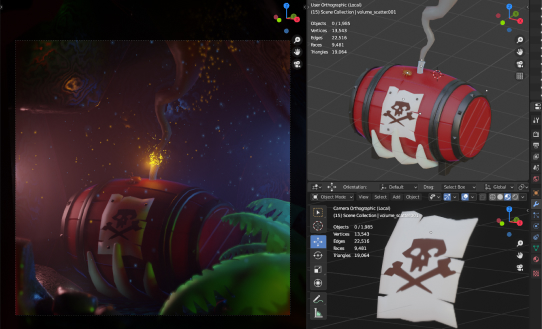 User Orthographic (Local)
(15) Scene Collection | volume_scatter.001
Objects 0 / 1,985
Vertices 13,543
Edges 22,516
Faces 9,481
Triangles 19,064
Orientation: Default Drag: Select Box Global
Object Mode View Select Add Object
Camera Orthographic (Local)
(15) Scene Collection | volume_scatter.001
Objects 0 / 1,985
Vertices 13,543
Edges 22,516
Faces 9,481
Triangles 19,064